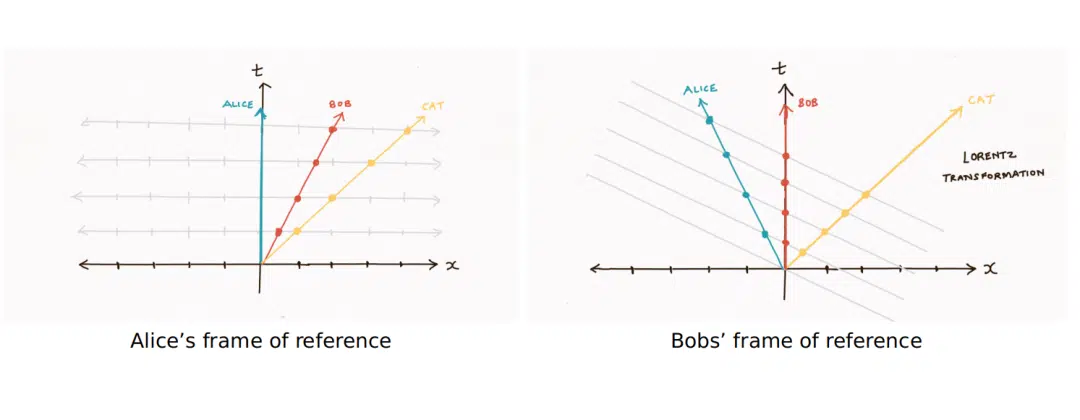 t
ALICE
BOB
CAT
x
Alice's frame of reference
t
ALICE
BOB
CAT
LORENTZ
TRANSFORMATION
x
Bobs' frame of reference